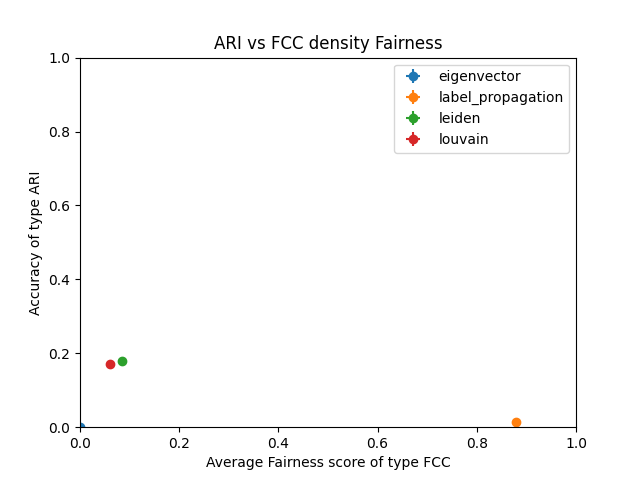 ARI vs FCC density Fairness
1.0
0.8
0.6
0.4
0.2
0.0
Accuracy of type ARI
eigenvector
label_propagation
leiden
louvain
0.0 0.2 0.4 0.6 0.8 1.0
Average Fairness score of type FCC